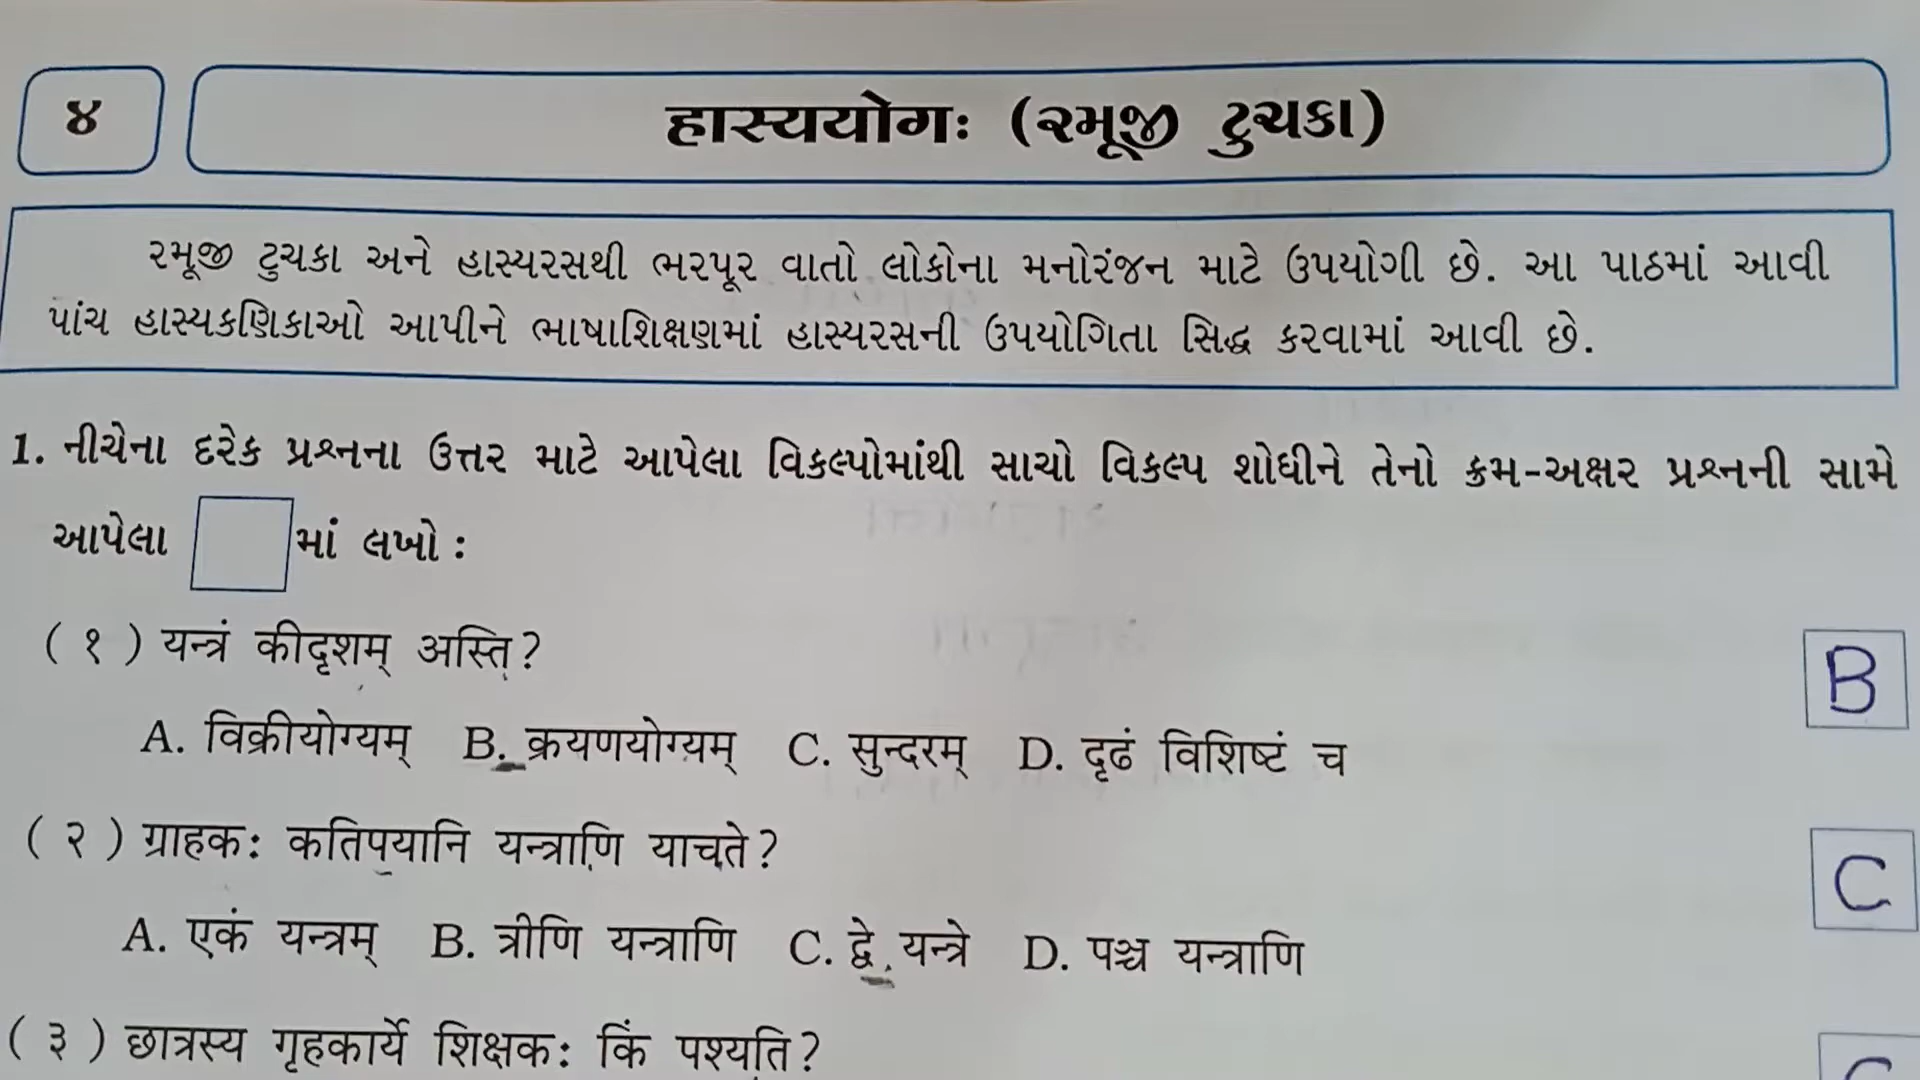 ૪
हास्ययोगः (રમૂજી ટુચકા)
રમૂજી ટુચકા અને હાસ્યરસથી ભરપૂર વાતો લોકોના મનોરંજન માટે ઉપયોગી છે. આ પાઠમાં આવી
પાંચ હાસ્યકણિકાઓ આપીને ભાષાશિક્ષણમાં હાસ્યરસની ઉપયોગિતા સિદ્ધ કરવામાં આવી છે.
1. નીચેના દરેક પ્રશ્નના ઉત્તર માટે આપેલા વિકલ્પોમાંથી સાચો વિકલ્પ શોધીને તેનો ક્રમ-અક્ષર પ્રશ્નની સામે
આપેલા માં લખો :
( १ ) यन्त्रं कीदृशम् अस्ति? B
A. विक्रीयोग्यम् B. क्रयणयोग्यम् C. सुन्दरम् D. दृढं विशिष्टं च
( २ ) ग्राहकः कतिपयानि यन्त्राणि याचते? C
A. एकं यन्त्रम् B. त्रीणि यन्त्राणि C. द्वे यन्त्रे D. पञ्च यन्त्राणि
( ३ ) छात्रस्य गृहकार्ये शिक्षकः किं पश्यति?